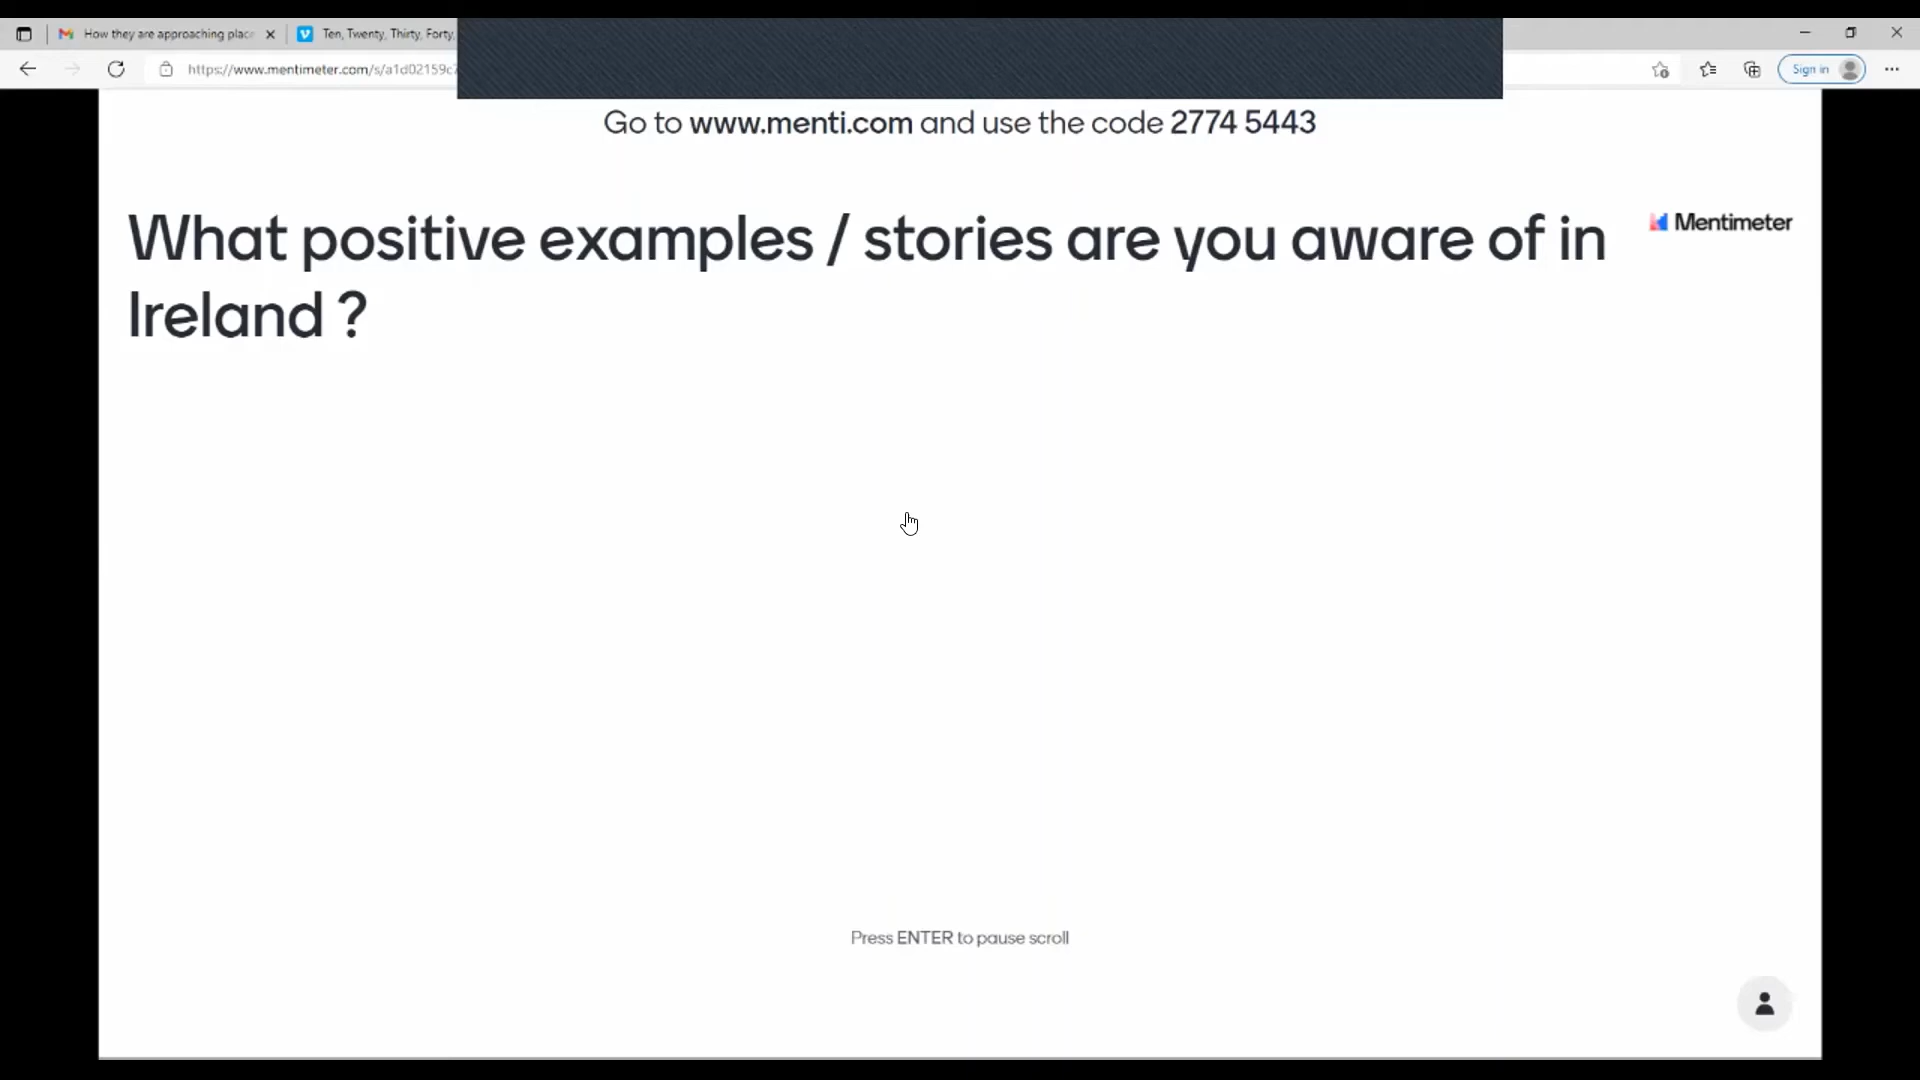 How they are approaching place
Ten, Twenty, Thirty, Forty,
https://www.mentimeter.com/s/a1d02159c
Sign in
Go to www.menti.com and use the code 2774 5443
What positive examples / stories are you aware of in
Ireland ?
Mentimeter
Press ENTER to pause scroll